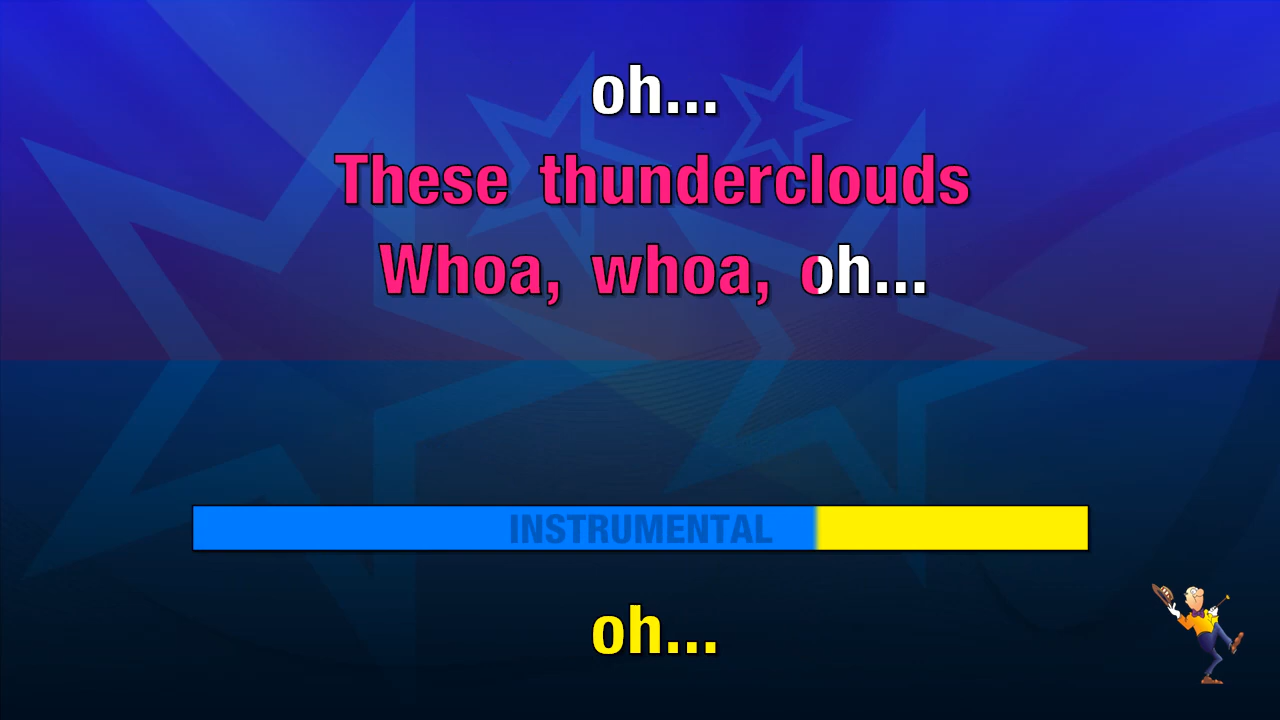 oh...
These thunderclouds
Whoa, whoa, oh...
INSTRUMENTAL
oh...